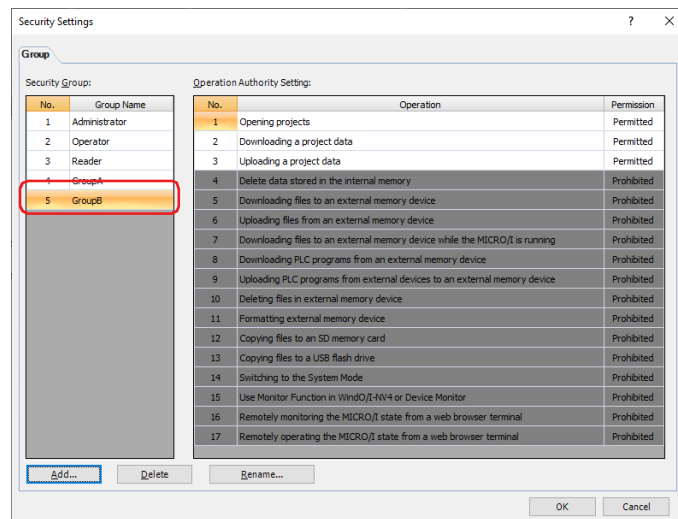 Security Settings
?
Group
Security Group:
Operation Authority Setting:
No. Group Name
1 Administrator
2 Operator
3 Reader
4 GroupA
5 GroupB
No. Operation Permission
1 Opening projects Permitted
2 Downloading a project data Permitted
3 Uploading a project data Permitted
4 Delete data stored in the internal memory Prohibited
5 Downloading files to an external memory device Prohibited
6 Uploading files from an external memory device Prohibited
7 Downloading files to an external memory device while the MICRO/I is running Prohibited
8 Downloading PLC programs from an external memory device Prohibited
9 Uploading PLC programs from external devices to an external memory device Prohibited
10 Deleting files in external memory device Prohibited
11 Formatting external memory device Prohibited
12 Copying files to an SD memory card Prohibited
13 Copying files to a USB flash drive Prohibited
14 Switching to the System Mode Prohibited
15 Use Monitor Function in WindO/I-NV4 or Device Monitor Prohibited
16 Remotely monitoring the MICRO/I state from a web browser terminal Prohibited
17 Remotely operating the MICRO/I state from a web browser terminal Prohibited
Add... Delete Rename...
OK Cancel